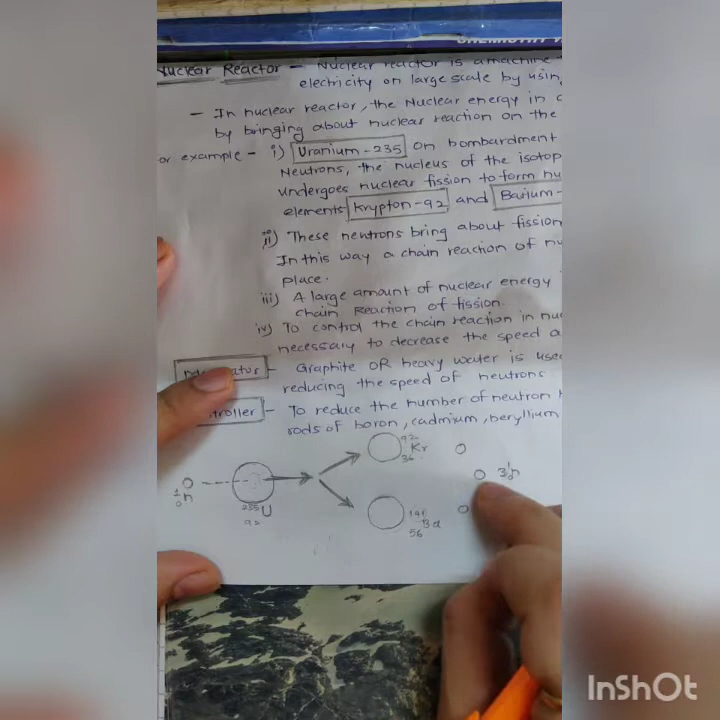 Nuclear Reactor - Nuclear reactor is a machine
electricity on large scale by using
- In nuclear reactor, the Nuclear energy in
by bringing about nuclear reaction on the
or example - i) Uranium-235 on bombardment
Neutrons, the nucleus of the isotop
undergoes nuclear fission to form nu
elements Krypton-92 and Barium-
ii) These neutrons bring about fission
In this way a chain reaction of nu
place.
iii) A large amount of nuclear energy
chain Reaction of fission.
iv) To control the chain reaction in nu
necessary to decrease the speed a
ator - Graphite OR heavy water is use
reducing the speed of neutrons
troller - To reduce the number of neutron
rods of boron, cadmium, beryllium
1 0 n
235 92 U
92 36 Kr
141 56 Ba
3 1 0 n
InShOt